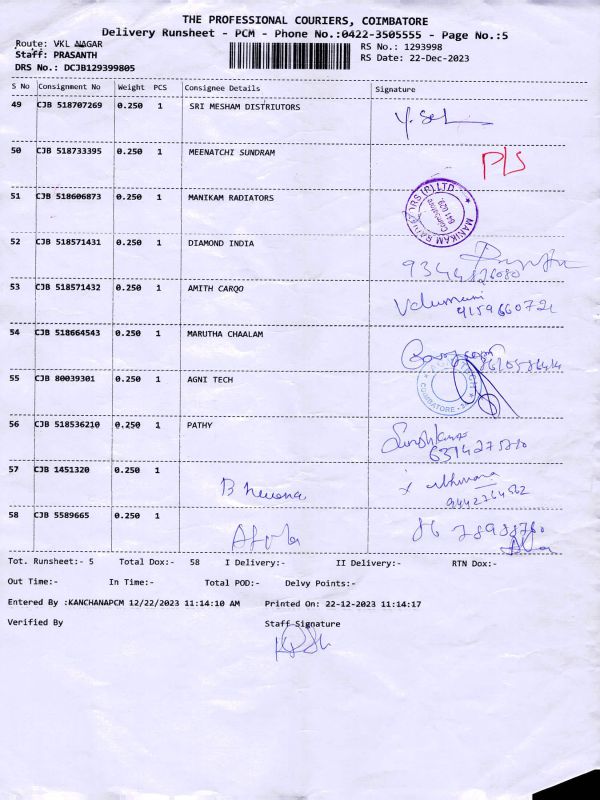 THE PROFESSIONAL COURIERS, COIMBATORE
Delivery Runsheet - PCM - Phone No.:0422-3505555 - Page No.:5
Route: VKL NAGAR RS No.: 1293998
Staff: PRASANTH RS Date: 22-Dec-2023
DRS No.: DCJB129399805
S No Consignment No Weight PCS Consignee Details Signature
49 CJB 518707269 0.250 1 SRI MESHAM DISTRIUTORS
50 CJB 518733395 0.250 1 MEENATCHI SUNDRAM P/S
51 CJB 518606873 0.250 1 MANIKAM RADIATORS MANIKAM RADIATORS (P) LTD Coimbatore 641 029
52 CJB 518571431 0.250 1 DIAMOND INDIA
53 CJB 518571432 0.250 1 AMITH CARQO Velumani 9159660721
54 CJB 518664543 0.250 1 MARUTHA CHAALAM
55 CJB 80039301 0.250 1 AGNI TECH COIMBATORE
56 CJB 518536210 0.250 1 PATHY
57 CJB 1451320 0.250 1
58 CJB 5589665 0.250 1
Tot. Runsheet:- 5 Total Dox:- 58 I Delivery:- II Delivery:- RTN Dox:-
Out Time:- In Time:- Total POD:- Delvy Points:-
Entered By :KANCHANAPCM 12/22/2023 11:14:10 AM Printed On: 22-12-2023 11:14:17
Verified By Staff Signature